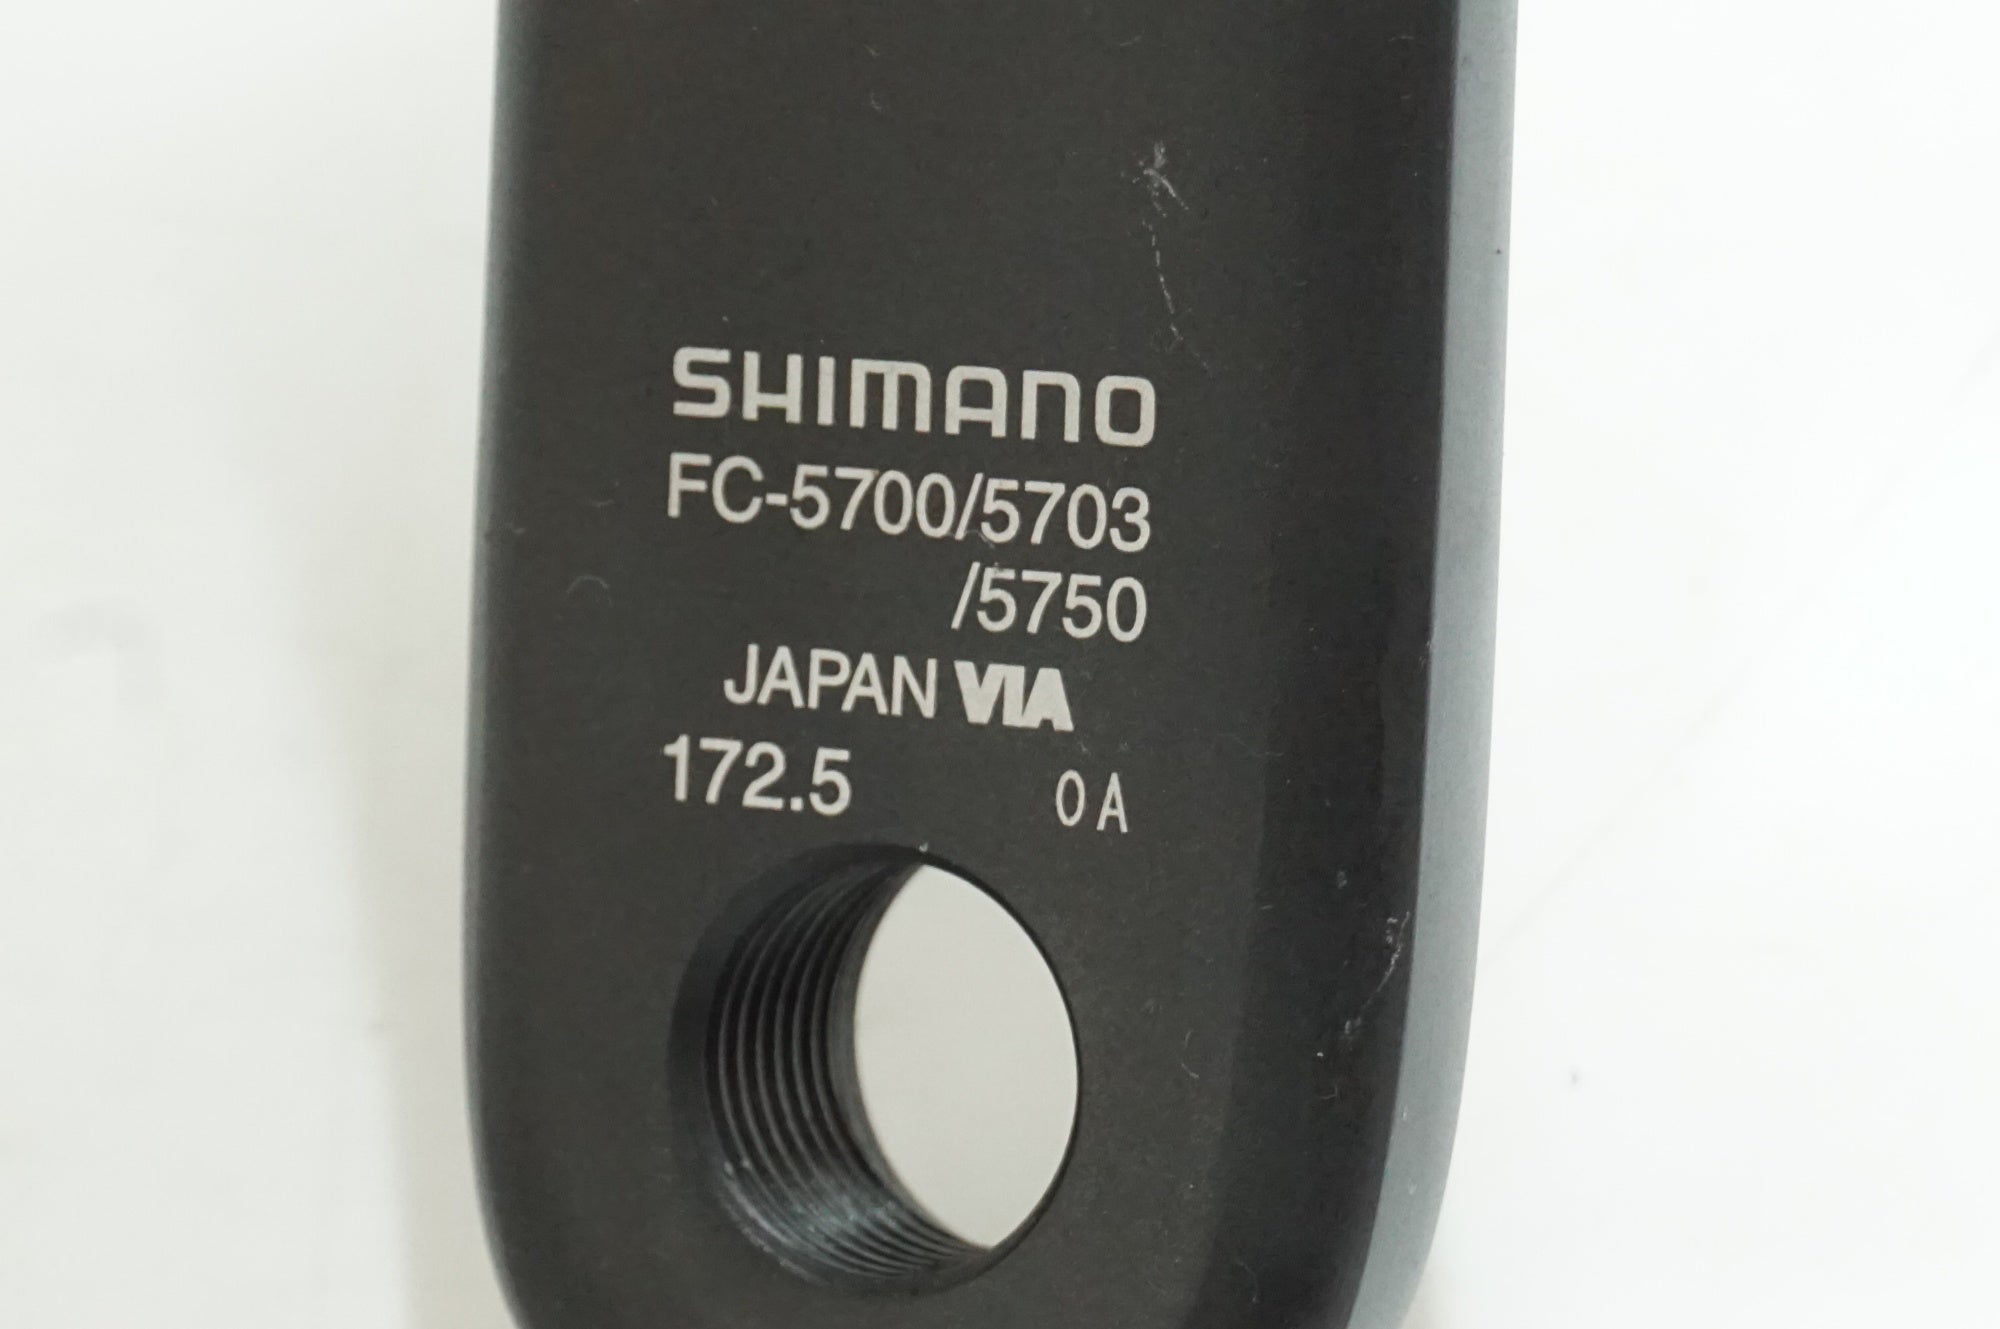 SHIMANO
FC-5700/5703
/5750
JAPAN VIA
172.5 0A